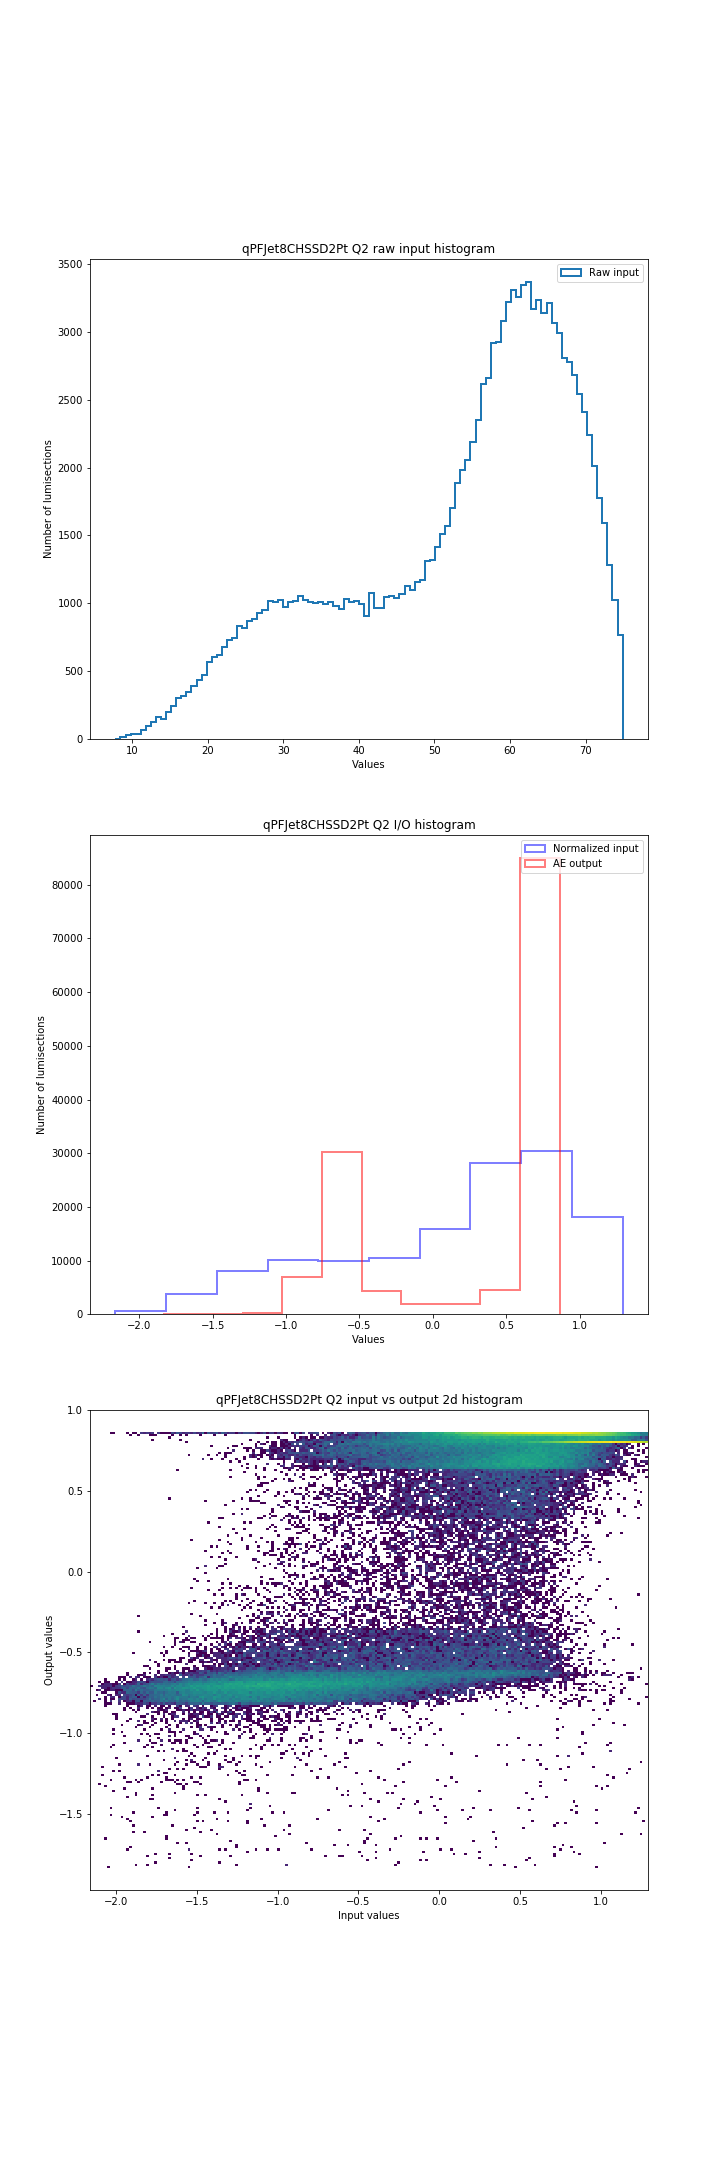 qPFJet8CHSSD2Pt Q2 raw input histogram
3500
3000
2500
2000
1500
1000
500
0
Number of lumisections
Raw input
10 20 30 40 50 60 70
Values
qPFJet8CHSSD2Pt Q2 I/O histogram
80000
70000
60000
50000
40000
30000
20000
10000
0
Number of lumisections
Normalized input
AE output
−2.0 −1.5 −1.0 −0.5 0.0 0.5 1.0
Values
qPFJet8CHSSD2Pt Q2 input vs output 2d histogram
1.0
0.5
0.0
−0.5
−1.0
−1.5
Output values
−2.0 −1.5 −1.0 −0.5 0.0 0.5 1.0
Input values